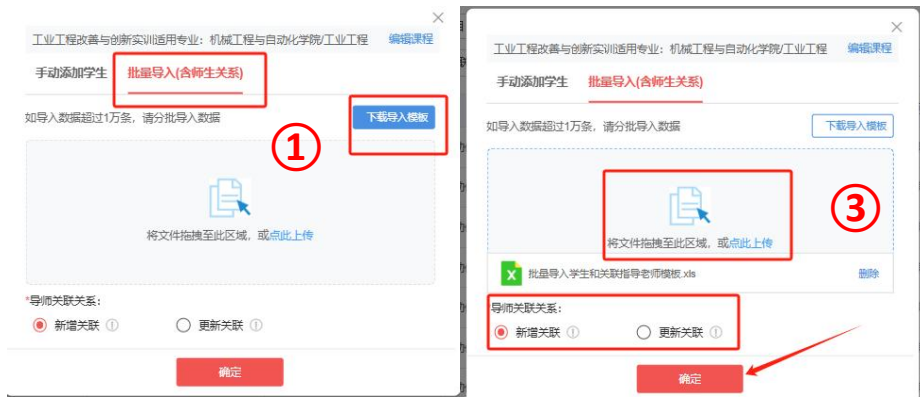 工业工程改善与创新实训适用专业：机械工程与自动化学院/工业工程 编辑课程
手动添加学生 批量导入(含师生关系)
如导入数据超过1万条，请分批导入数据 下载导入模板
①
将文件拖拽至此区域，或点此上传
*导师关联关系：
新增关联 更新关联
确定
工业工程改善与创新实训适用专业：机械工程与自动化学院/工业工程 编辑课程
手动添加学生 批量导入(含师生关系)
如导入数据超过1万条，请分批导入数据 下载导入模板
③
将文件拖拽至此区域，或点此上传
批量导入学生和关联指导老师模板.xls 删除
导师关联关系：
新增关联 更新关联
确定